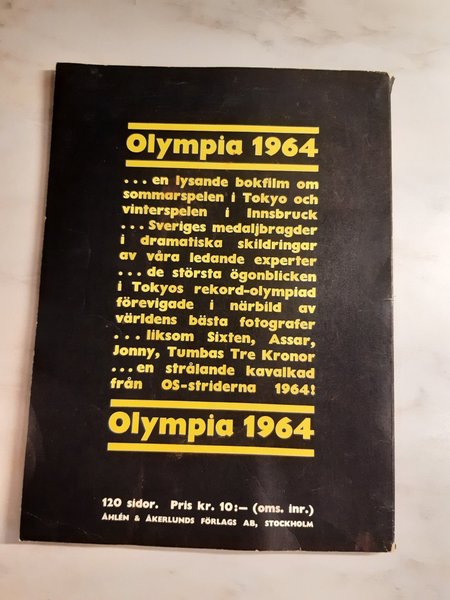 Olympia 1964
...en lysande bokfilm om
sommarspelen i Tokyo och
vinterspelen i Innsbruck
...Sveriges medaljbragder
i dramatiska skildringar
av våra ledande experter
...de största ögonblicken
i Tokyos rekord-olympiad
förevigade i närbild av
världens bästa fotografer
...liksom Sixten, Assar,
Jonny, Tumbas Tre Kronor
...en strålande kavalkad
från OS-striderna 1964!
Olympia 1964
120 sidor. Pris kr. 10:– (oms. inr.)
ÅHLÉN & ÅKERLUNDS FÖRLAGS AB, STOCKHOLM